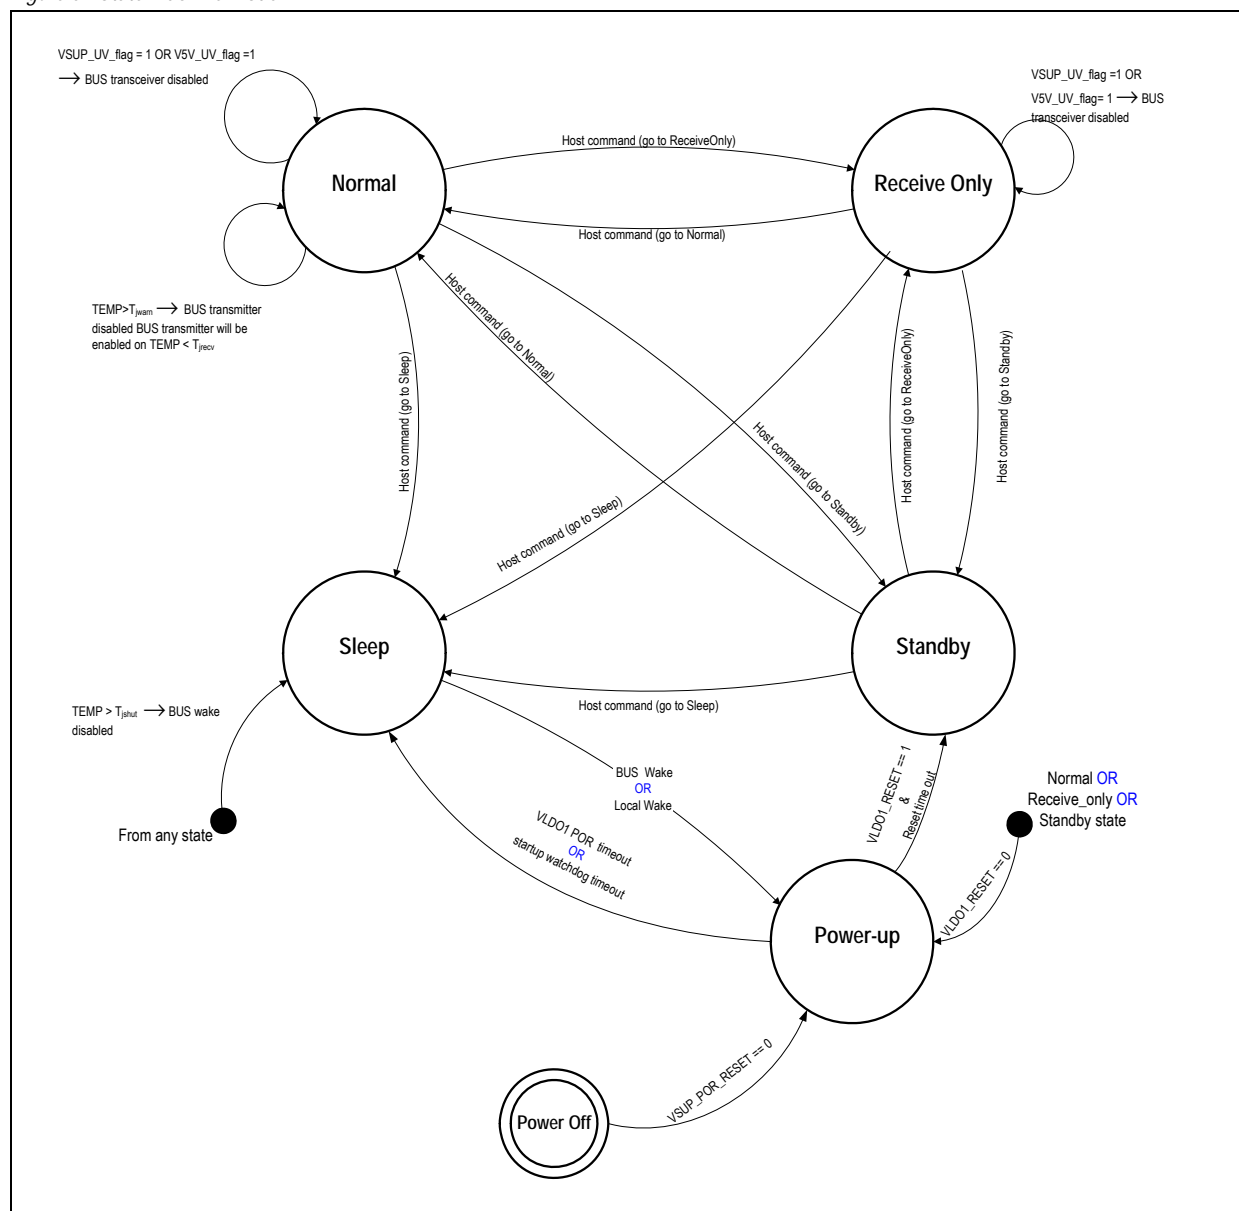 VSUP_UV_flag = 1 OR V5V_UV_flag =1
→ BUS transceiver disabled
VSUP_UV_flag =1 OR
V5V_UV_flag= 1 → BUS
transceiver disabled
Normal
Receive Only
Host command (go to ReceiveOnly)
Host command (go to Normal)
TEMP>Tjwarn → BUS transmitter
disabled BUS transmitter will be
enabled on TEMP < Tjrecv
Host command (go to Sleep)
Host command (go to Normal)
Host command (go to Standby)
Host command (go to Sleep)
Host command (go to ReceiveOnly)
Host command (go to Standby)
Sleep
Standby
Host command (go to Sleep)
TEMP > Tjshut → BUS wake
disabled
From any state
BUS Wake
OR
Local Wake
VLDO1 POR timeout
OR
startup watchdog timeout
VLDO1_RESET == 1
&
Reset time out
Normal OR
Receive_only OR
Standby state
VLDO1_RESET == 0
Power-up
VSUP_POR_RESET == 0
Power Off